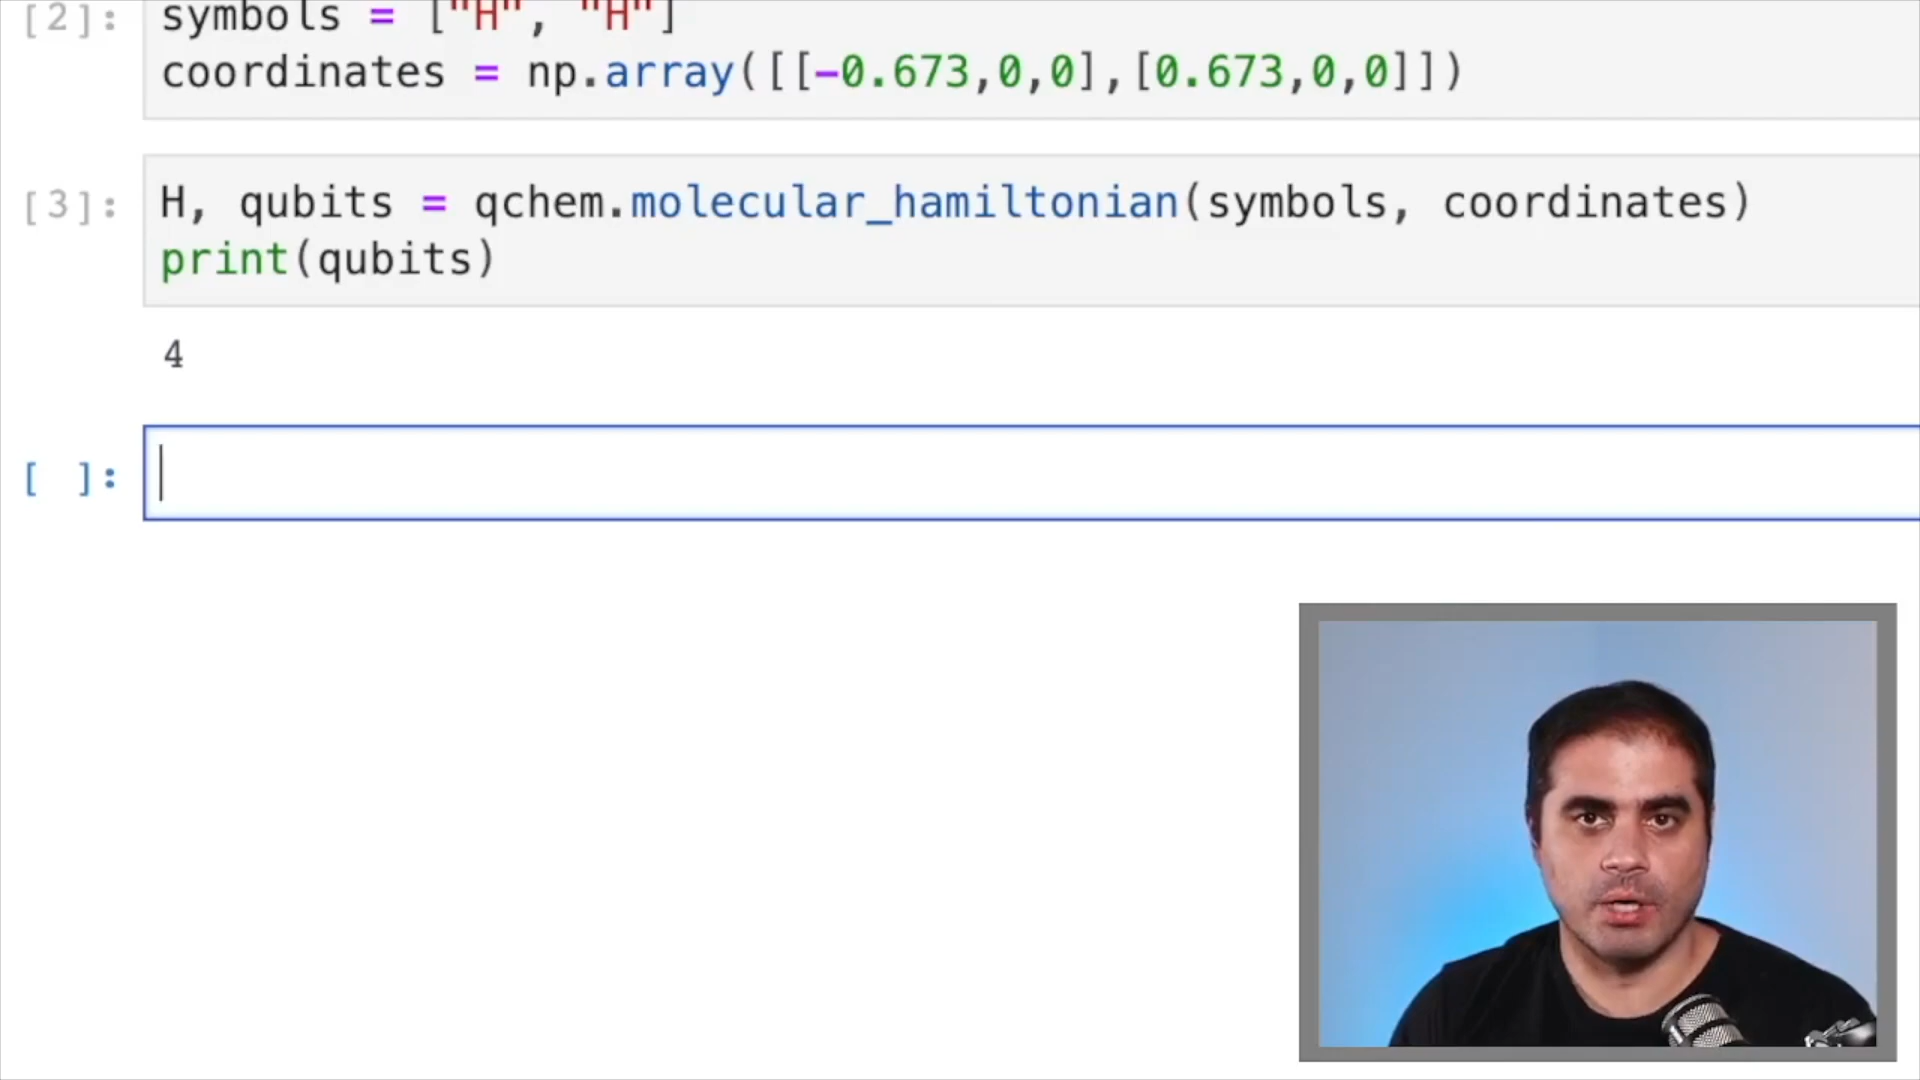 [2]:
symbols = ["H", "H"]
coordinates = np.array([[-0.673,0,0],[0.673,0,0]])
[3]:
H, qubits = qchem.molecular_hamiltonian(symbols, coordinates)
print(qubits)
4
[ ]: